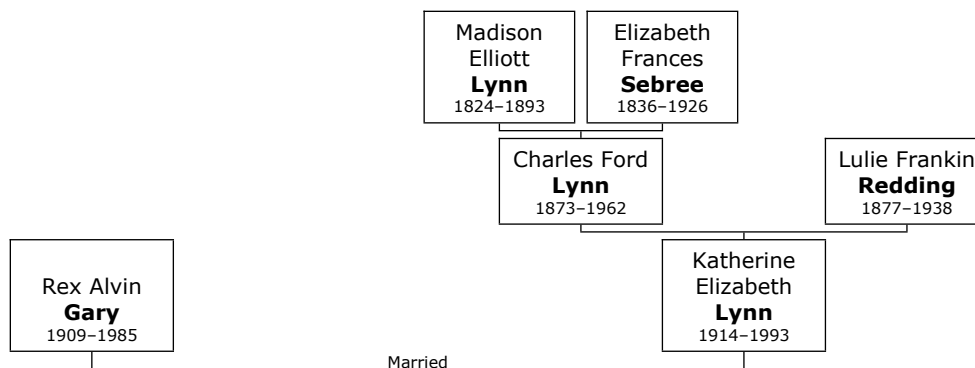 Madison
Elliott
Lynn
1824–1893
Elizabeth
Frances
Sebree
1836–1926
Charles Ford
Lynn
1873–1962
Lulie Frankin
Redding
1877–1938
Rex Alvin
Gary
1909–1985
Katherine
Elizabeth
Lynn
1914–1993
Married